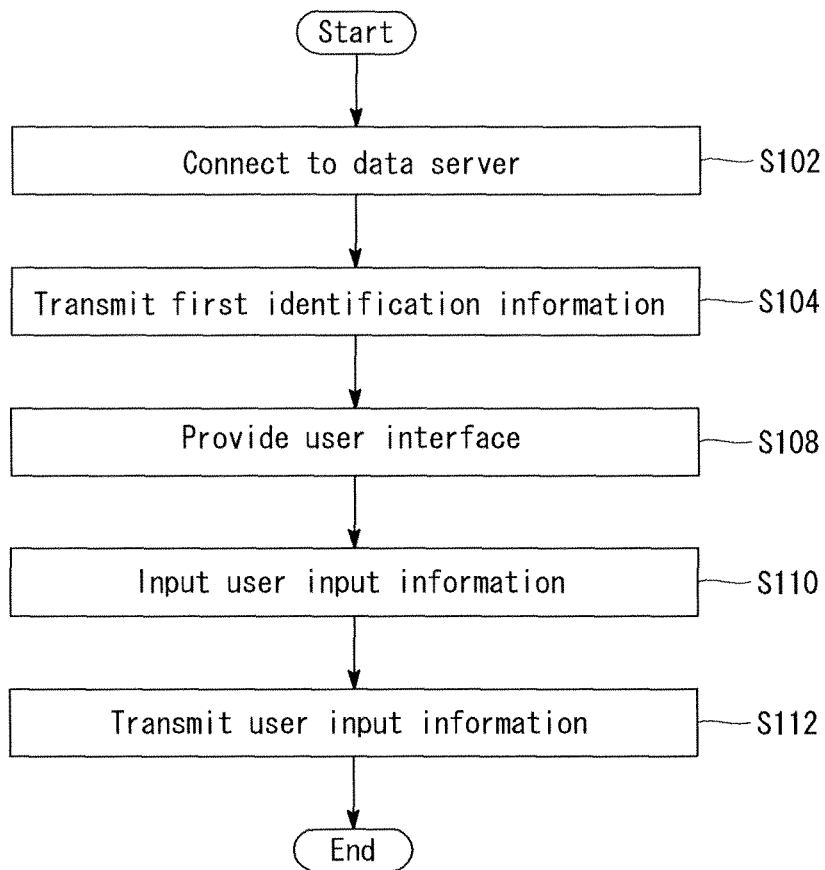 Start
Connect to data server
S102
Transmit first identification information
S104
Provide user interface
S108
Input user input information
S110
Transmit user input information
S112
End